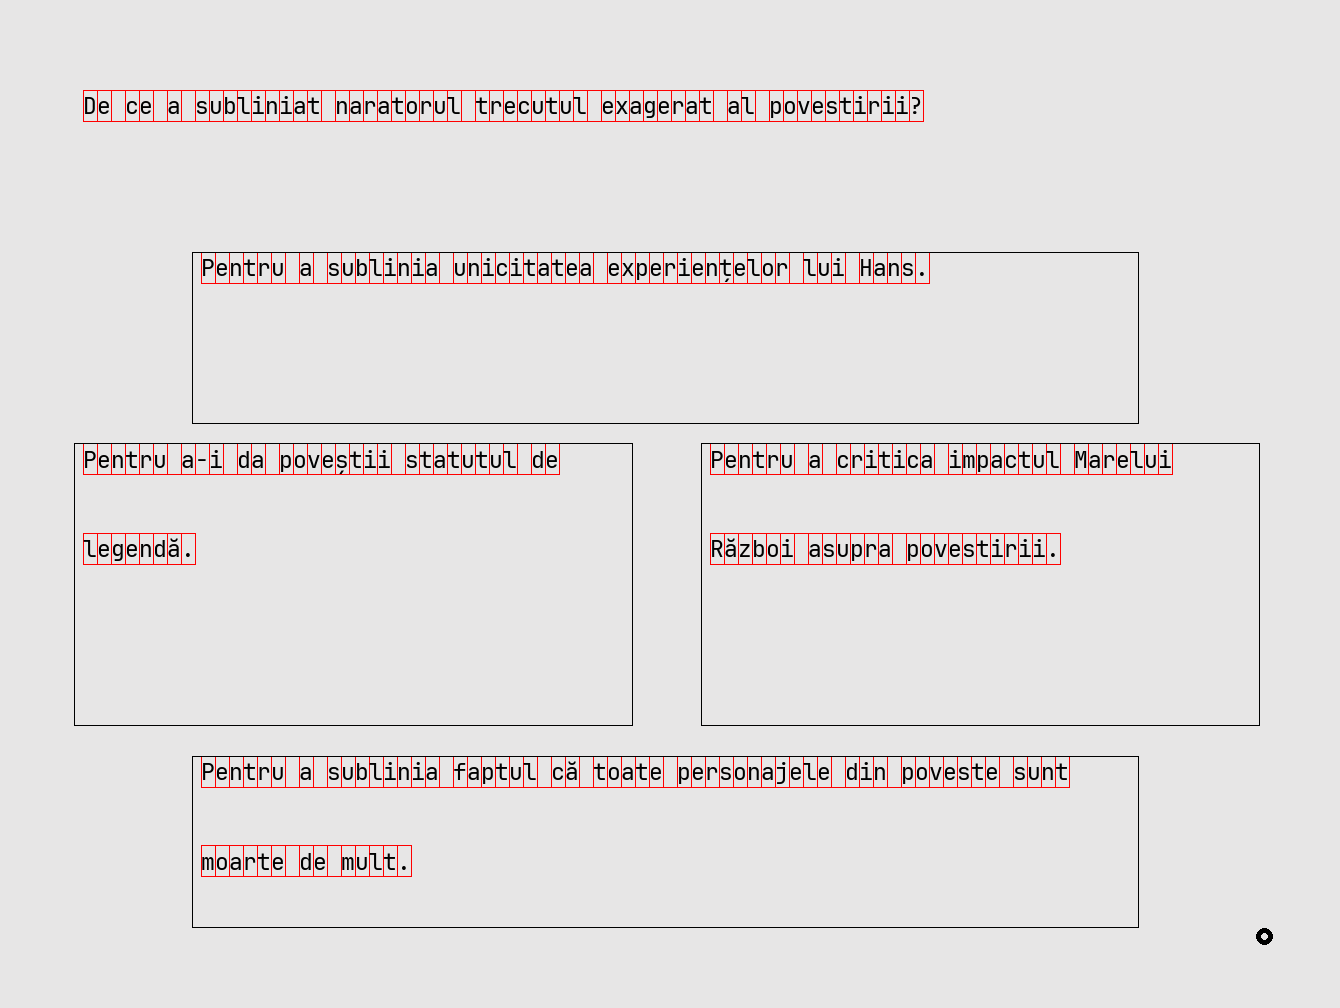 De ce a subliniat naratorul trecutul exagerat al povestirii?
Pentru a sublinia unicitatea experiențelor lui Hans.
Pentru a-i da poveștii statutul de
legendă.
Pentru a critica impactul Marelui
Război asupra povestirii.
Pentru a sublinia faptul că toate personajele din poveste sunt
moarte de mult.